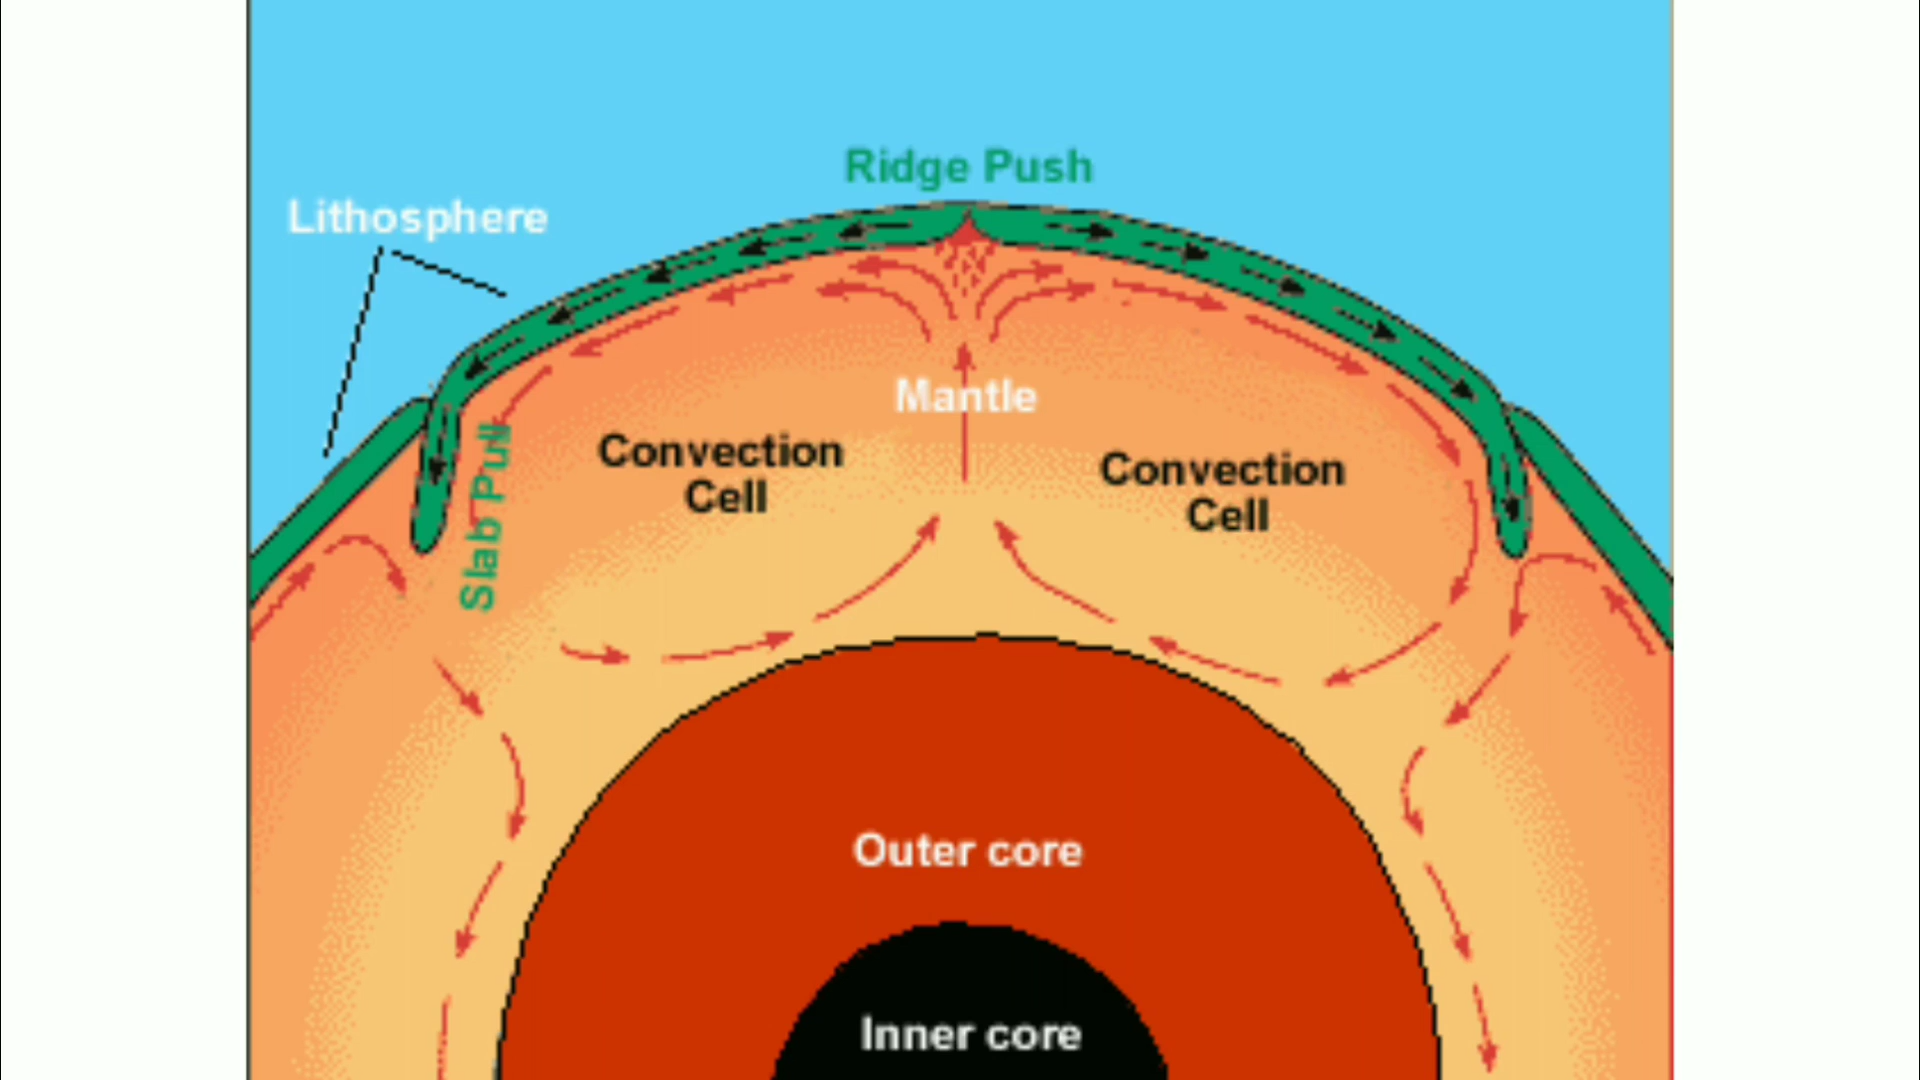 Ridge Push
Lithosphere
Mantle
Convection
Cell
Convection
Cell
Slab Pull
Outer core
Inner core